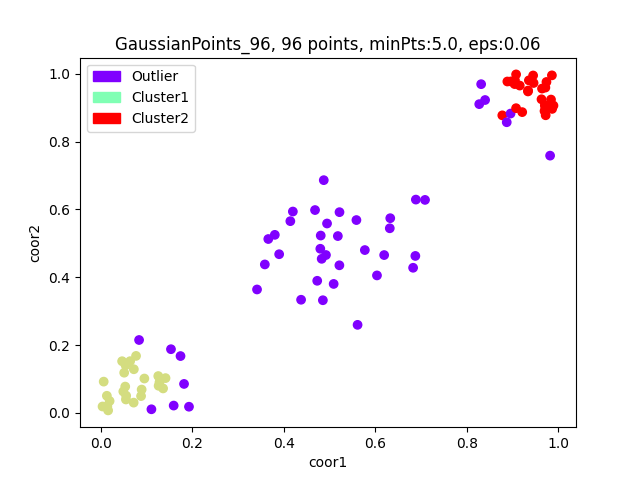 GaussianPoints_96, 96 points, minPts:5.0, eps:0.06
1.0
0.8
0.6
0.4
0.2
0.0
coor2
Outlier
Cluster1
Cluster2
0.0 0.2 0.4 0.6 0.8 1.0
coor1